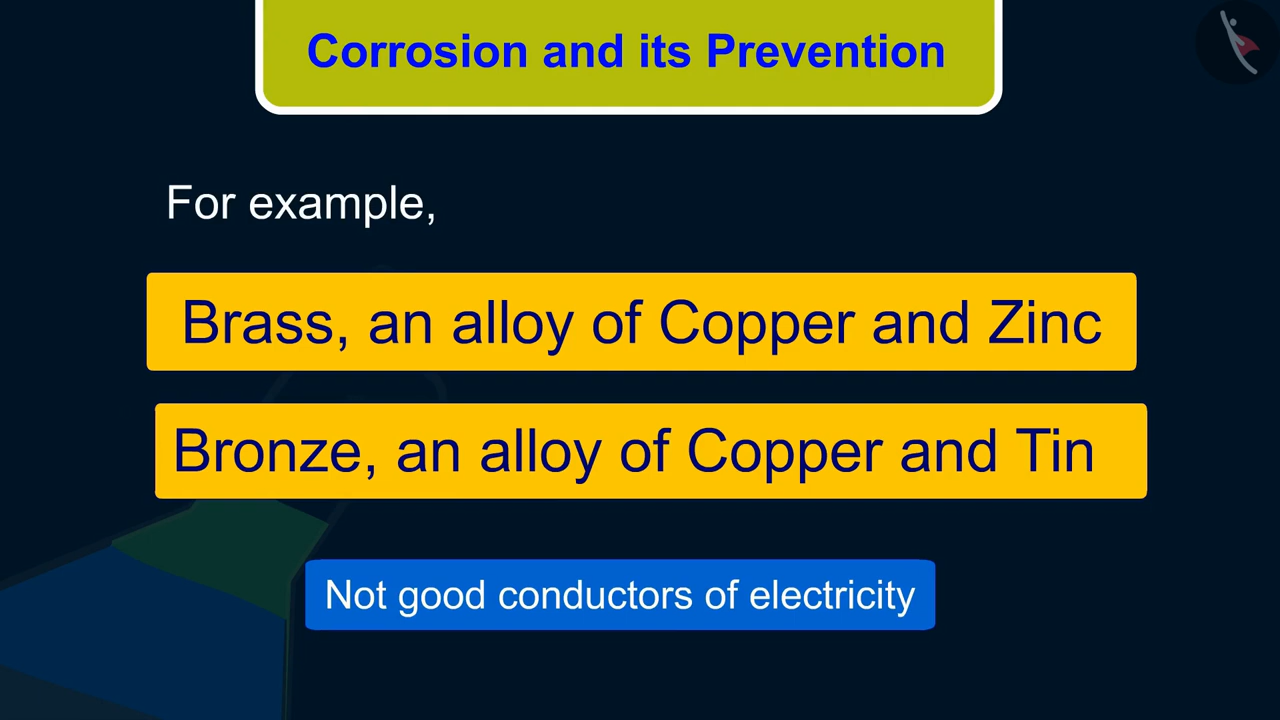 Corrosion and its Prevention
For example,
Brass, an alloy of Copper and Zinc
Bronze, an alloy of Copper and Tin
Not good conductors of electricity